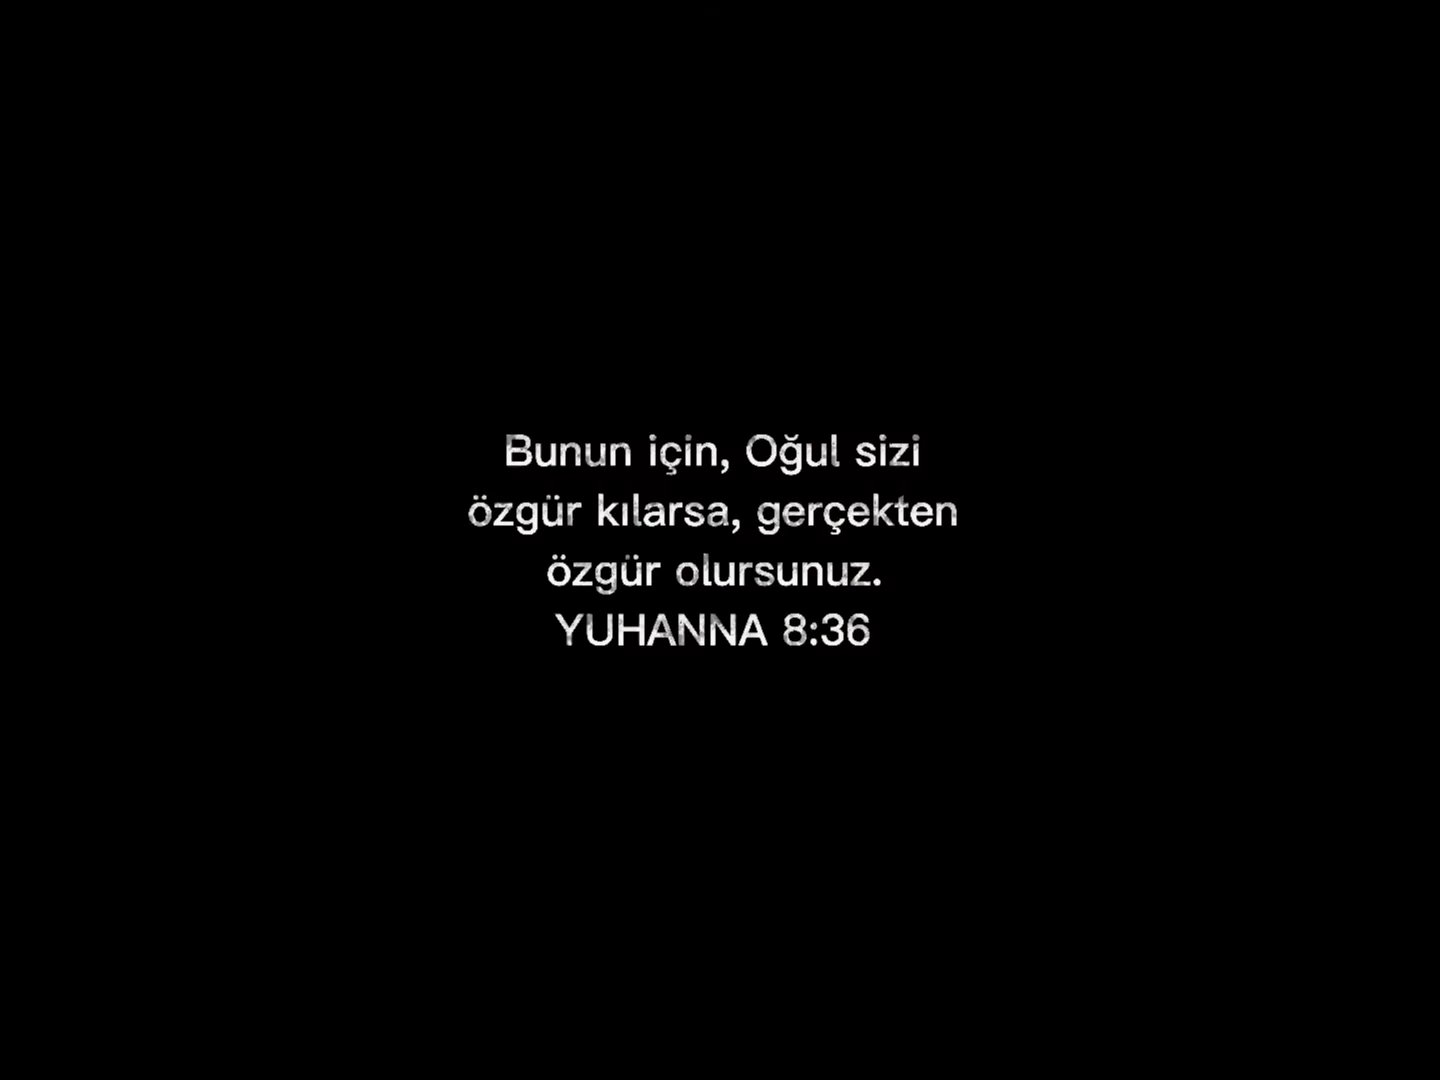 Bunun için, Oğul sizi
özgür kılarsa, gerçekten
özgür olursunuz.
YUHANNA 8:36